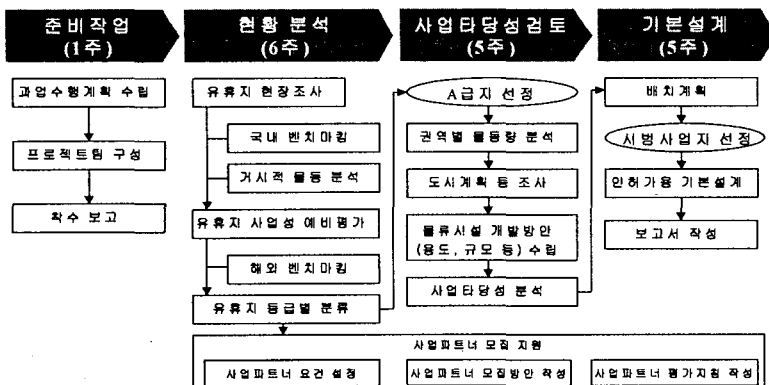 준비작업
(1주)
현황 분석
(6주)
사업타당성검토
(5주)
기본설계
(5주)
과업수행계획 수립
프로젝트팀 구성
착수 보고
유휴지 현장조사
국내 벤치마킹
거시적 물동 분석
유휴지 사업성 예비평가
해외 벤치마킹
유휴지 등급별 분류
A급지 선정
권역별 물동량 분석
도시계획 등 조사
물류시설 개발방안
(용도, 규모 등) 수립
사업타당성 분석
배치계획
시범사업지 선정
인허가용 기본설계
보고서 작성
사업파트너 모집 지원
사업파트너 요건 설정
사업파트너 모집방안 작성
사업파트너 평가지침 작성